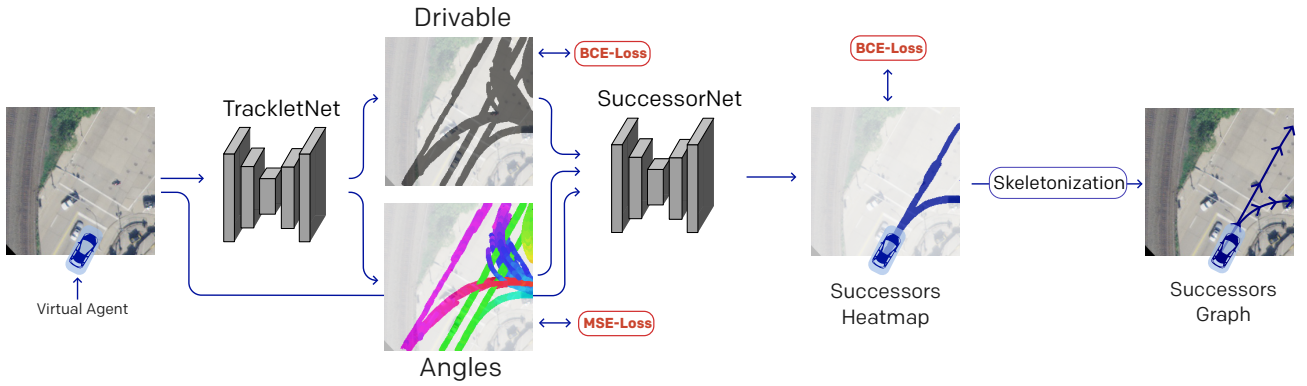 Drivable
BCE-Loss
BCE-Loss
TrackletNet
SuccessorNet
Skeletonization
Virtual Agent
MSE-Loss
Angles
Successors
Heatmap
Successors
Graph